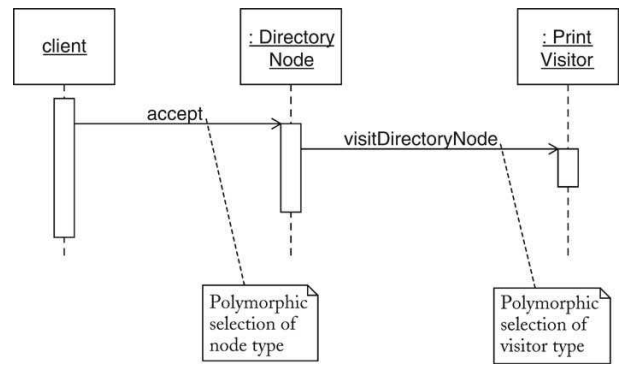 client
: Directory
Node
: Print
Visitor
accept
visitDirectoryNode
Polymorphic
selection of
node type
Polymorphic
selection of
visitor type